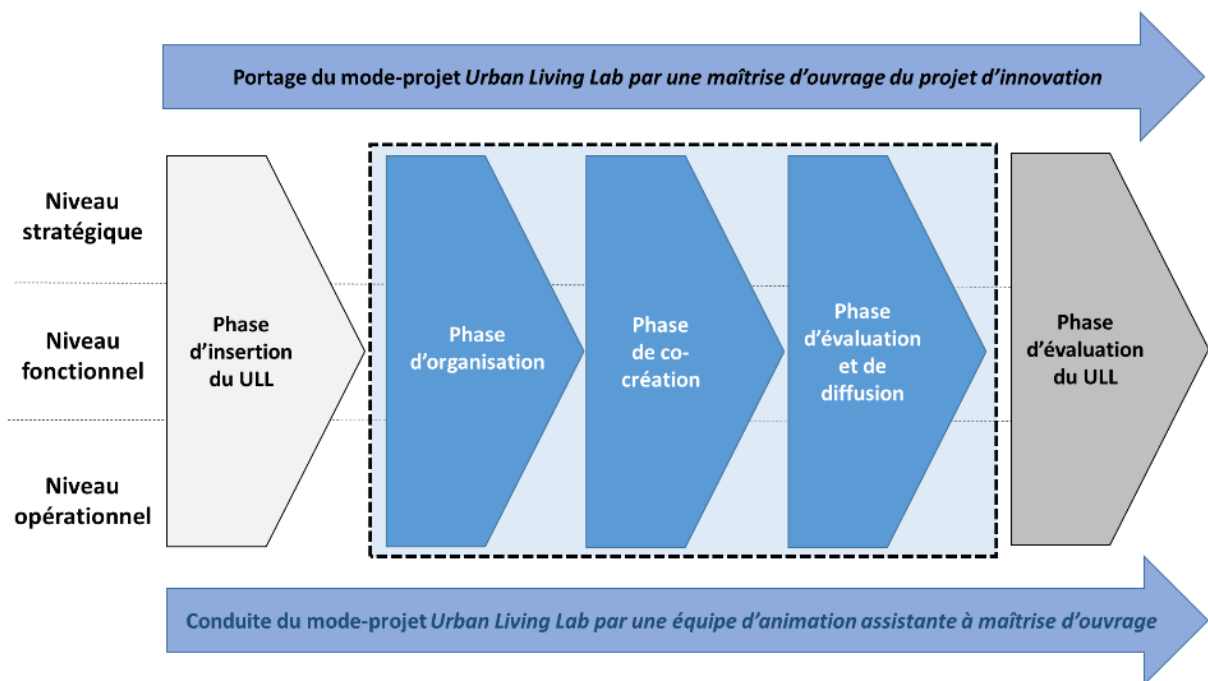 Portage du mode-projet Urban Living Lab par une maîtrise d'ouvrage du projet d'innovation
Niveau
stratégique
Niveau
fonctionnel
Niveau
opérationnel
Phase
d'insertion
du ULL
Phase
d'organisation
Phase
de co-
création
Phase
d'évaluation
et de
diffusion
Phase
d'évaluation
du ULL
Conduite du mode-projet Urban Living Lab par une équipe d'animation assistante à maîtrise d'ouvrage